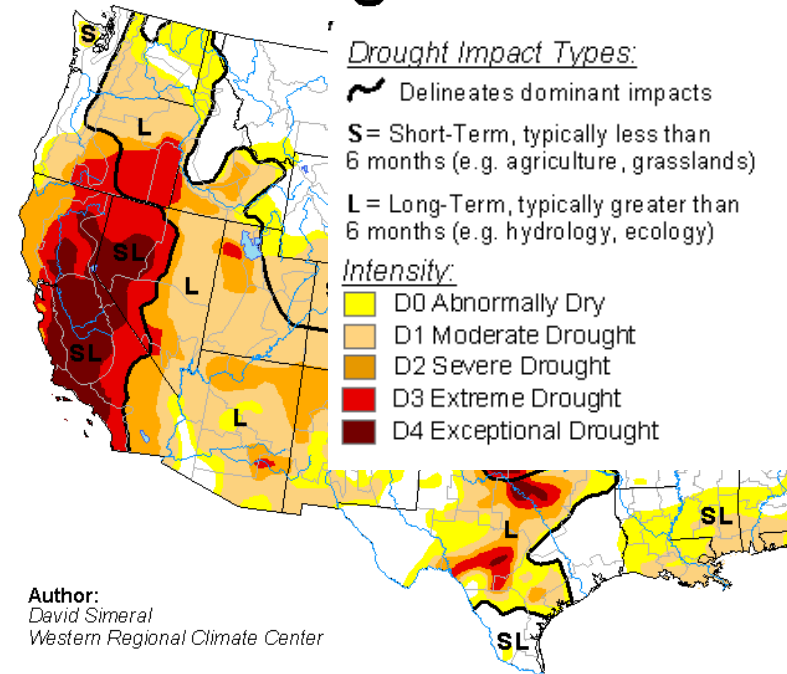 Drought Impact Types:
Delineates dominant impacts
S= Short-Term, typically less than
6 months (e.g. agriculture, grasslands)
L= Long-Term, typically greater than
6 months (e.g. hydrology, ecology)
Intensity:
D0 Abnormally Dry
D1 Moderate Drought
D2 Severe Drought
D3 Extreme Drought
D4 Exceptional Drought
S
L
SL
L
SL
L
L
SL
SL
Author:
David Simeral
Western Regional Climate Center